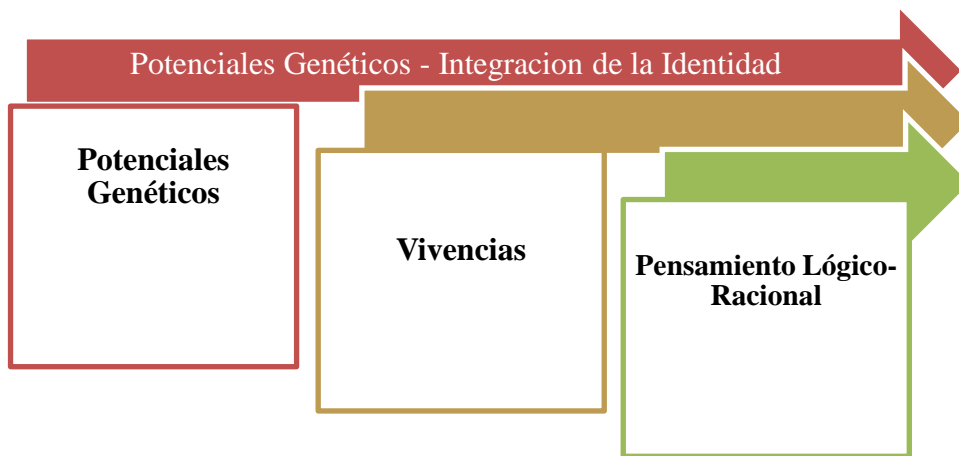 Potenciales Genéticos - Integracion de la Identidad
Potenciales
Genéticos
Vivencias
Pensamiento Lógico-
Racional